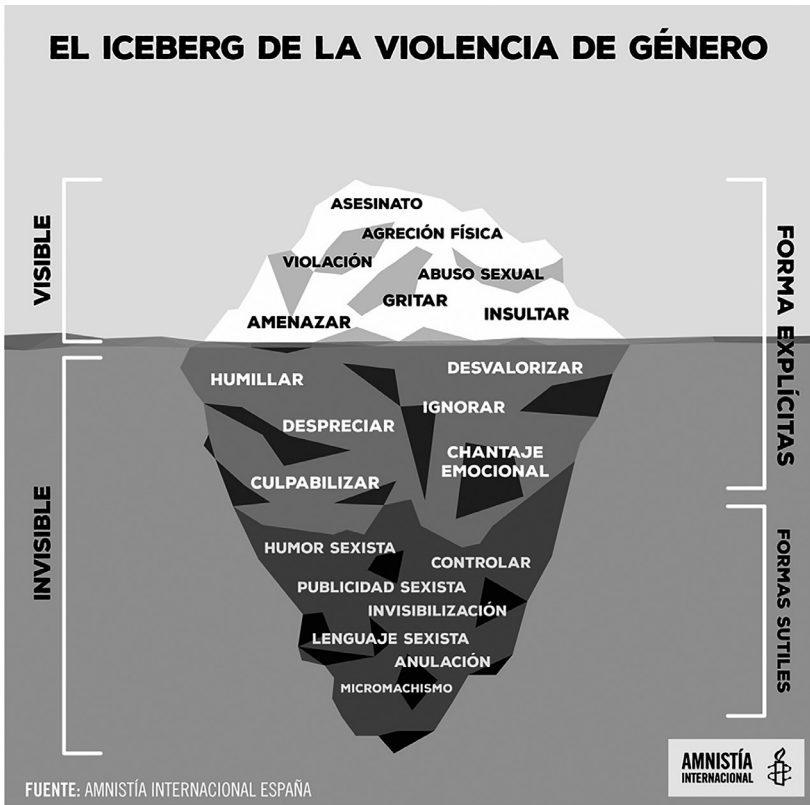 EL ICEBERG DE LA VIOLENCIA DE GÉNERO
VISIBLE
ASESINATO
AGRECIÓN FÍSICA
VIOLACIÓN
ABUSO SEXUAL
GRITAR
INSULTAR
AMENAZAR
FORMA EXPLÍCITAS
INVISIBLE
DESVALORIZAR
HUMILLAR
IGNORAR
DESPRECIAR
CHANTAJE
EMOCIONAL
CULPABILIZAR
HUMOR SEXISTA
CONTROLAR
PUBLICIDAD SEXISTA
INVISIBILIZACIÓN
LENGUAJE SEXISTA
ANULACIÓN
MICROMACHISMO
FORMAS SUTILES
AMNISTÍA
INTERNACIONAL
FUENTE: AMNISTÍA INTERNACIONAL ESPAÑA